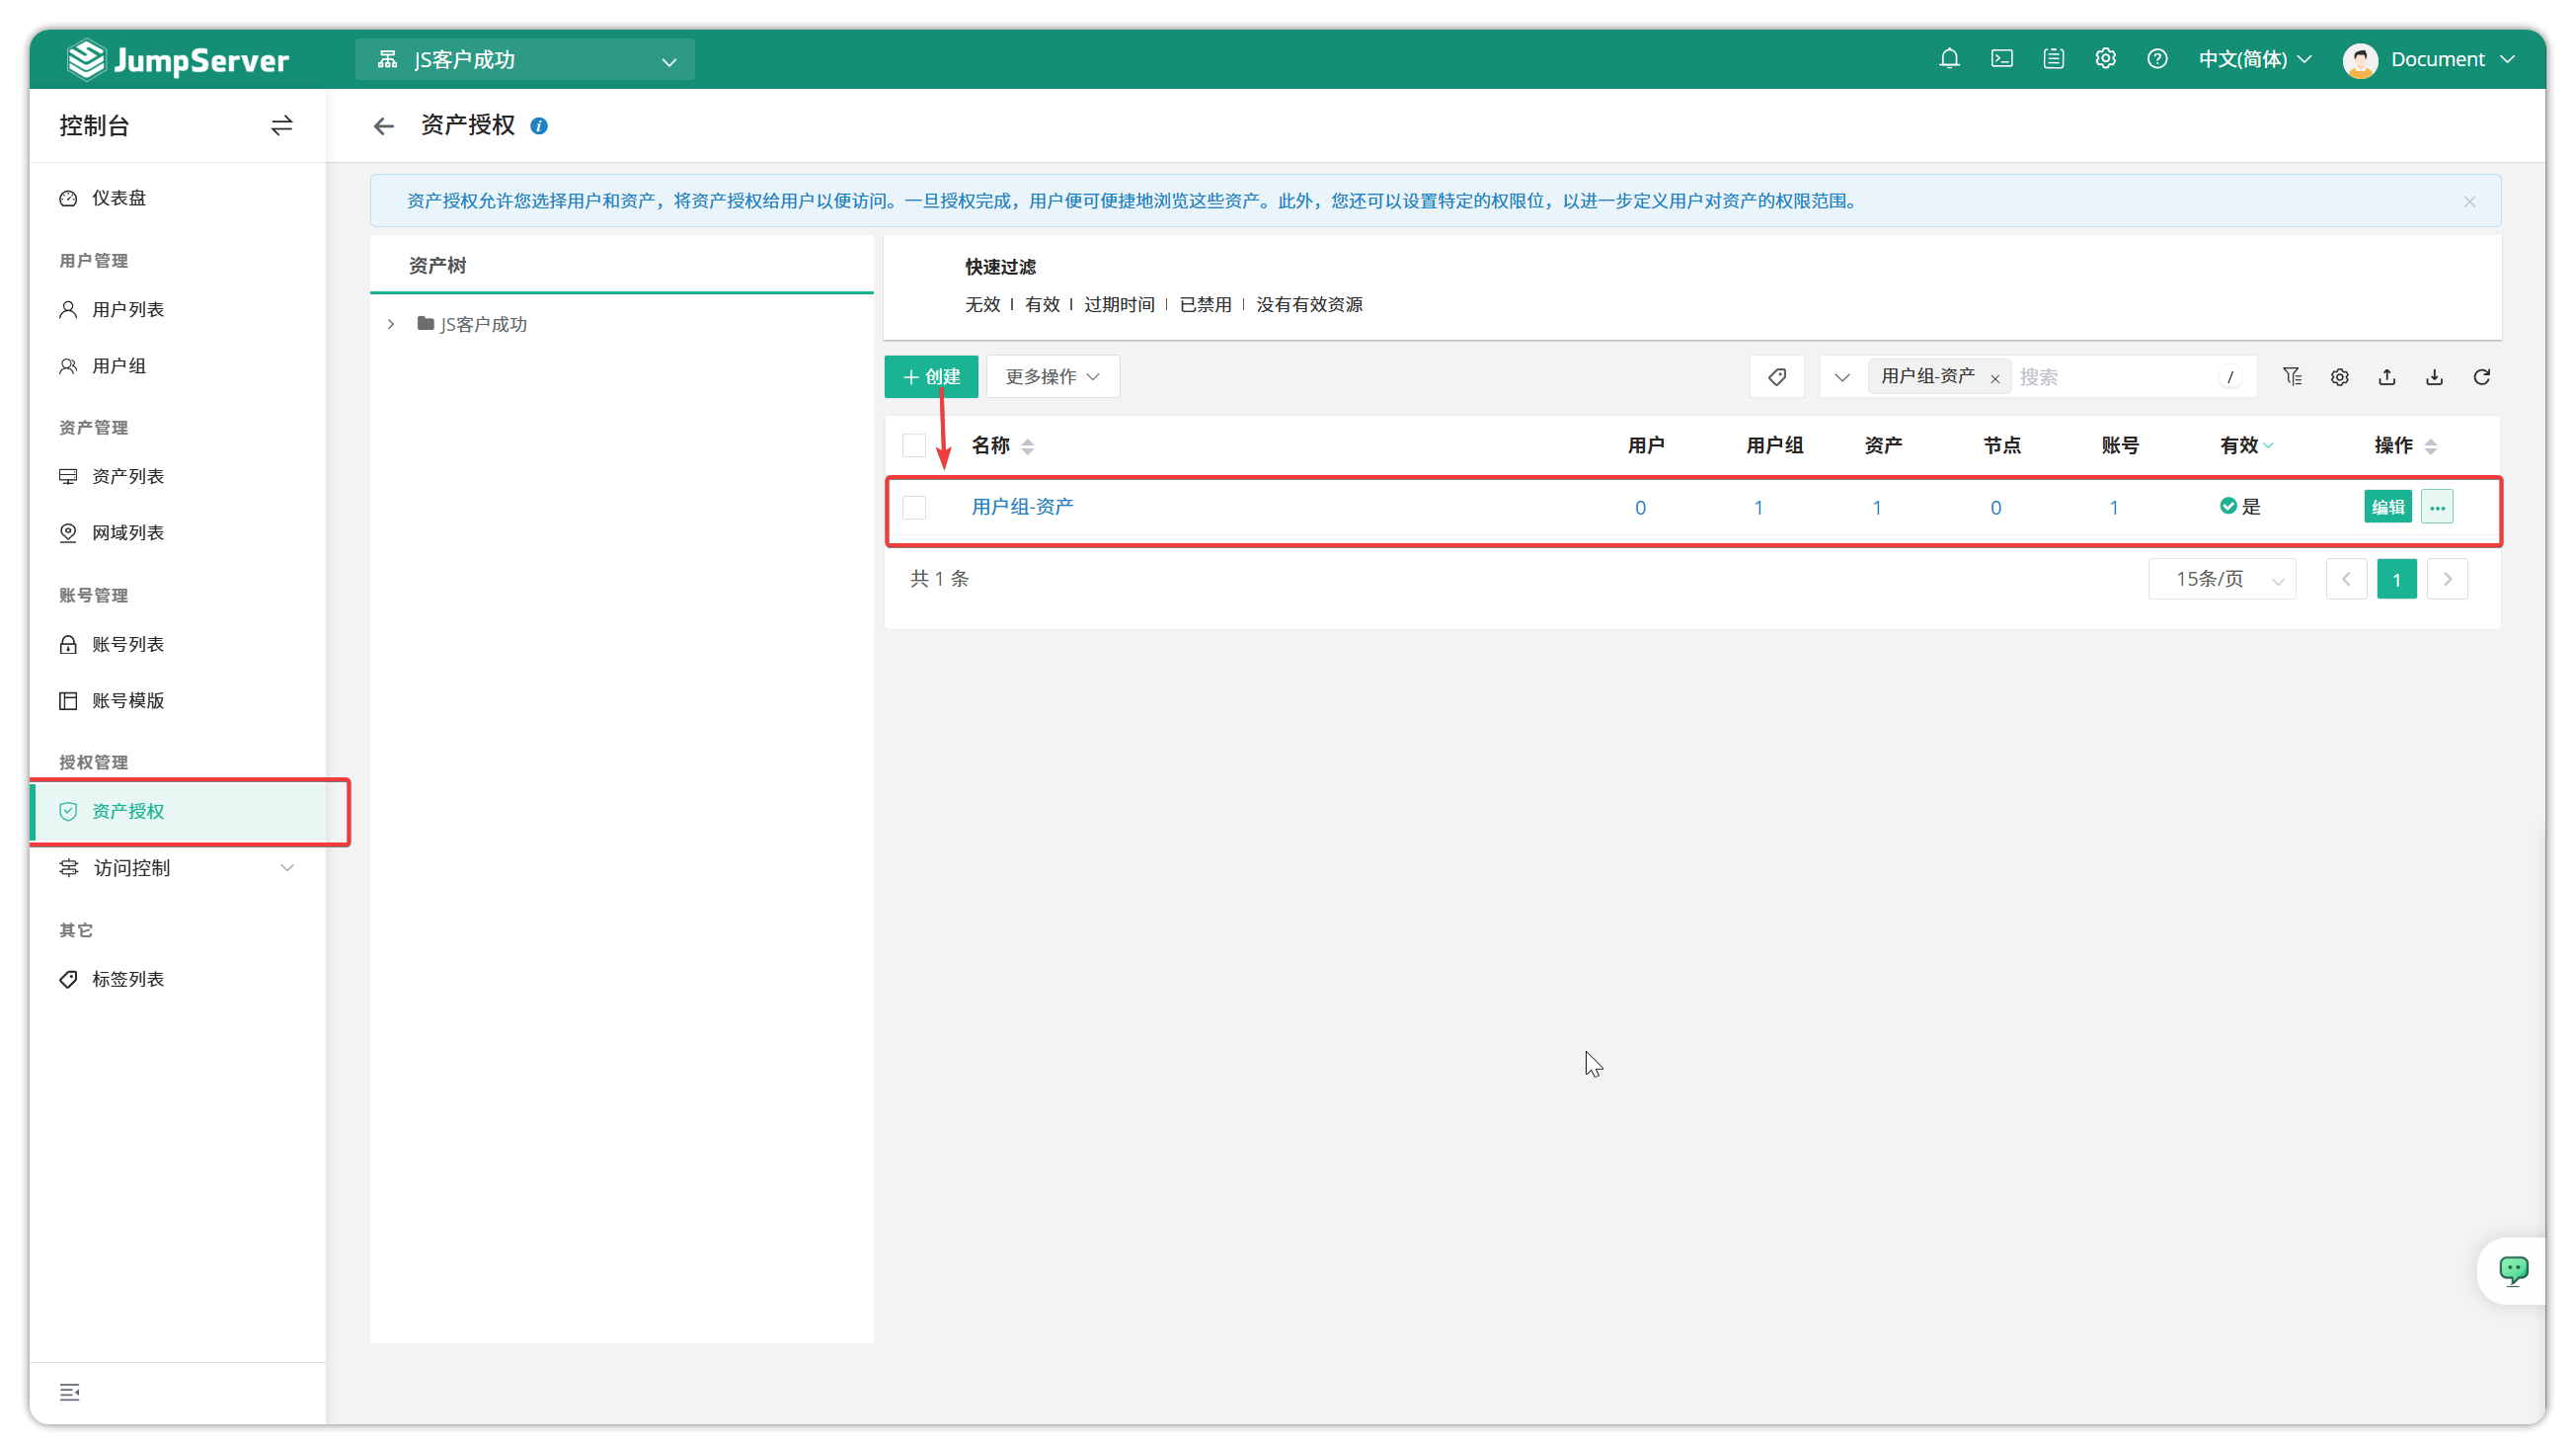 JumpServer
JS客户成功
中文(简体)
Document
控制台
资产授权
仪表盘
用户管理
用户列表
用户组
资产管理
资产列表
网域列表
账号管理
账号列表
账号模版
授权管理
资产授权
访问控制
其它
标签列表
资产授权允许您选择用户和资产，将资产授权给用户以便访问。一旦授权完成，用户便可便捷地浏览这些资产。此外，您还可以设置特定的权限位，以进一步定义用户对资产的权限范围。
资产树
JS客户成功
快速过滤
无效 | 有效 | 过期时间 | 已禁用 | 没有有效资源
创建 更多操作 用户组-资产 × 搜索 /
名称 用户 用户组 资产 节点 账号 有效 操作
用户组-资产 0 1 1 0 1 是 编辑 ...
共 1 条 15条/页 1